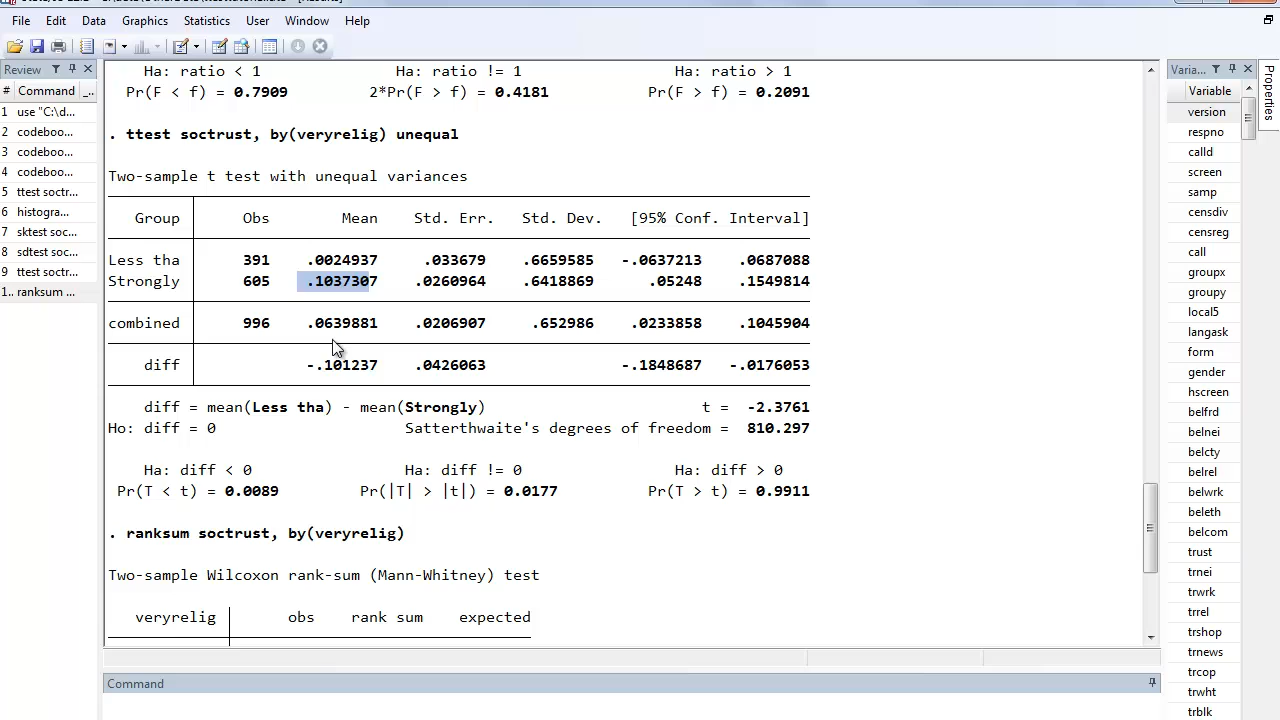 File Edit Data Graphics Statistics User Window Help
Review
# Command
1 use "C:\d...
2 codeboo...
3 codeboo...
4 codeboo...
5 ttest soctr...
6 histogra...
7 sktest soc...
8 sdtest soc...
9 ttest soctr...
1.. ranksum ...
Ha: ratio < 1 Ha: ratio != 1 Ha: ratio > 1
Pr(F < f) = 0.7909 2*Pr(F > f) = 0.4181 Pr(F > f) = 0.2091
. ttest soctrust, by(veryrelig) unequal
Two-sample t test with unequal variances
Group Obs Mean Std. Err. Std. Dev. [95% Conf. Interval]
Less tha 391 .0024937 .033679 .6659585 -.0637213 .0687088
Strongly 605 .1037307 .0260964 .6418869 .05248 .1549814
combined 996 .0639881 .0206907 .652986 .0233858 .1045904
diff -.101237 .0426063 -.1848687 -.0176053
diff = mean(Less tha) - mean(Strongly) t = -2.3761
Ho: diff = 0 Satterthwaite's degrees of freedom = 810.297
Ha: diff < 0 Ha: diff != 0 Ha: diff > 0
Pr(T < t) = 0.0089 Pr(|T| > |t|) = 0.0177 Pr(T > t) = 0.9911
. ranksum soctrust, by(veryrelig)
Two-sample Wilcoxon rank-sum (Mann-Whitney) test
veryrelig obs rank sum expected
Command
Varia...
Variable
version
respno
calld
screen
samp
censdiv
censreg
call
groupx
groupy
local5
langask
form
gender
hscreen
belfrd
belnei
belcty
belrel
belwrk
beleth
belcom
trust
trnei
trwrk
trrel
trshop
trnews
trcop
trwht
trblk
Properties